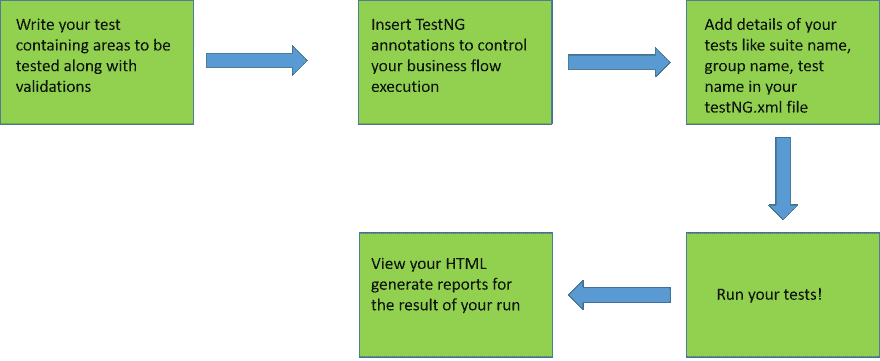 Write your test
containing areas to be
tested along with
validations
Insert TestNG
annotations to control
your business flow
execution
Add details of your
tests like suite name,
group name, test
name in your
testNG.xml file
Run your tests!
View your HTML
generate reports for
the result of your run